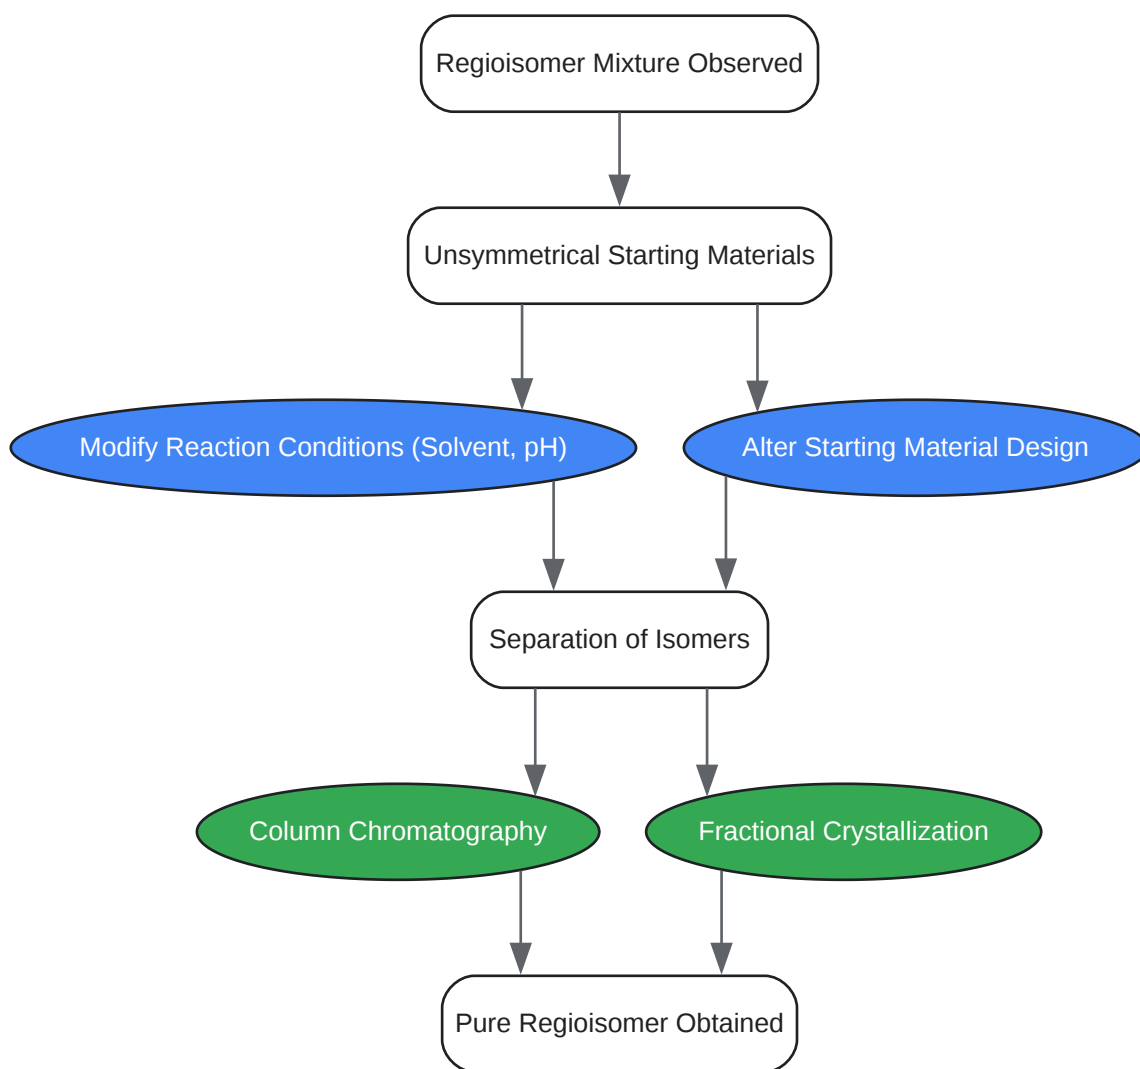 Regioisomer Mixture Observed
Unsymmetrical Starting Materials
Modify Reaction Conditions (Solvent, pH)
Alter Starting Material Design
Separation of Isomers
Column Chromatography
Fractional Crystallization
Pure Regioisomer Obtained